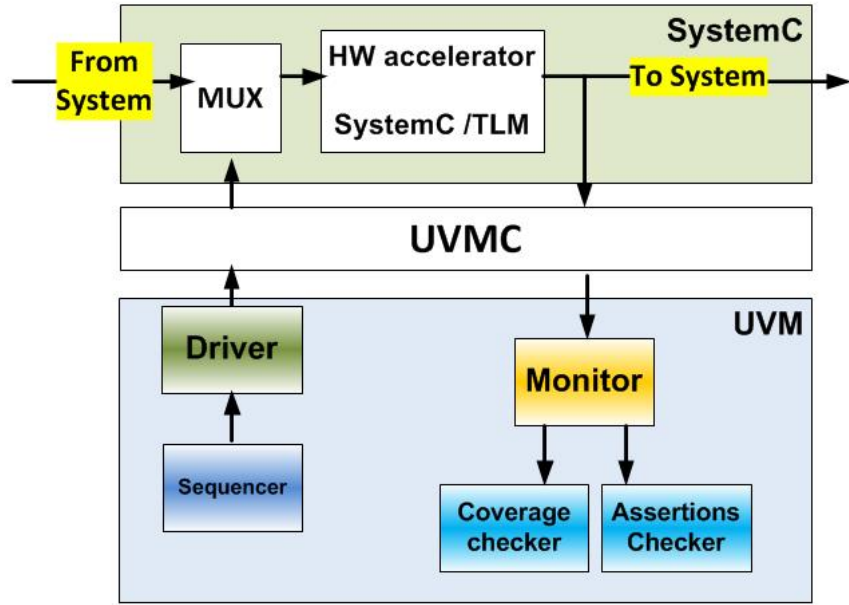 SystemC
From
System
MUX
HW accelerator
SystemC /TLM
To System
UVMC
UVM
Driver
Monitor
Sequencer
Coverage
checker
Assertions
Checker